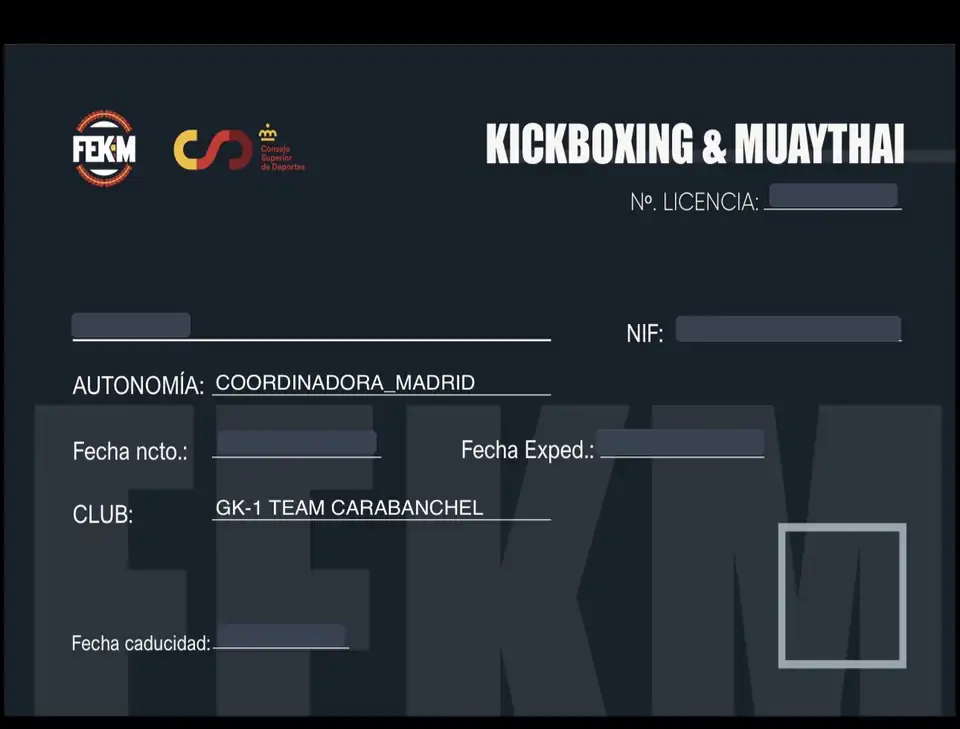 FEKM
Consejo
Superior
de Deportes
KICKBOXING & MUAYTHAI
Nº. LICENCIA:
NIF:
AUTONOMÍA: COORDINADORA_MADRID
Fecha ncto.: Fecha Exped.:
CLUB: GK-1 TEAM CARABANCHEL
Fecha caducidad:
FEKM